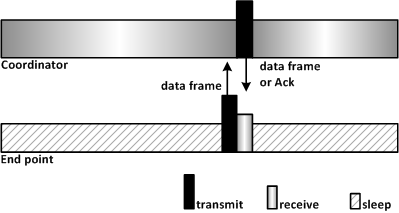 Coordinator
data frame
or Ack
data frame
End point
transmit
receive
sleep